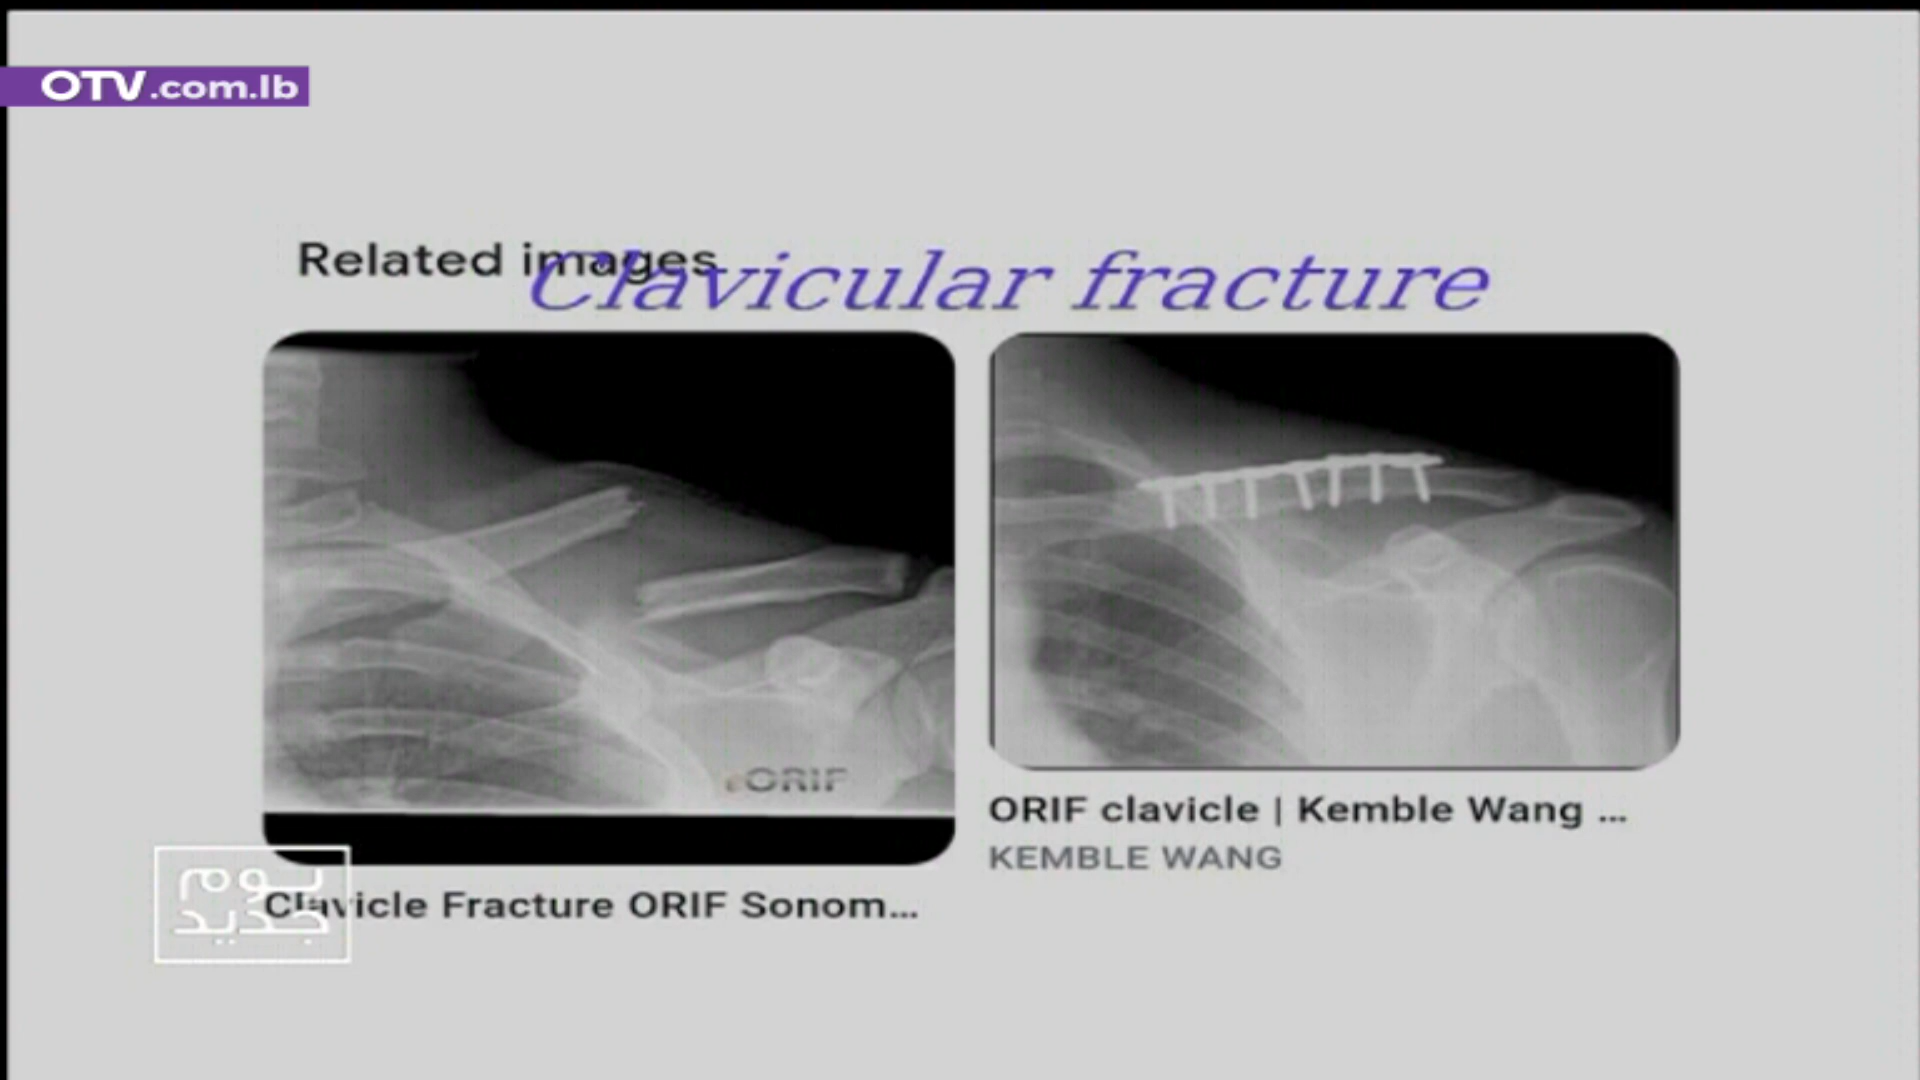 OTV.com.lb
Related images
Clavicular fracture
eORIF
ORIF clavicle | Kemble Wang ...
KEMBLE WANG
Clavicle Fracture ORIF Sonom...
يوم
جديد